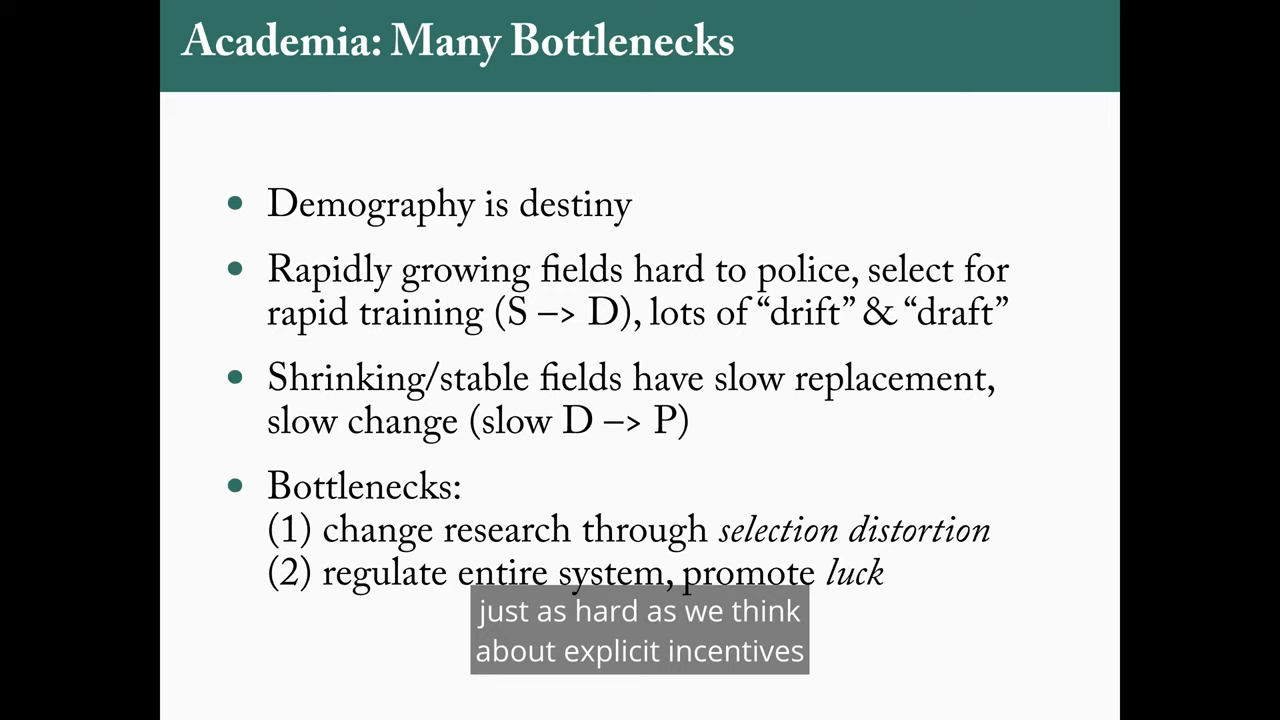 Academia: Many Bottlenecks
• Demography is destiny
• Rapidly growing fields hard to police, select for
rapid training (S –> D), lots of “drift” & “draft”
• Shrinking/stable fields have slow replacement,
slow change (slow D –> P)
• Bottlenecks:
(1) change research through selection distortion
(2) regulate entire system, promote luck
just as hard as we think
about explicit incentives